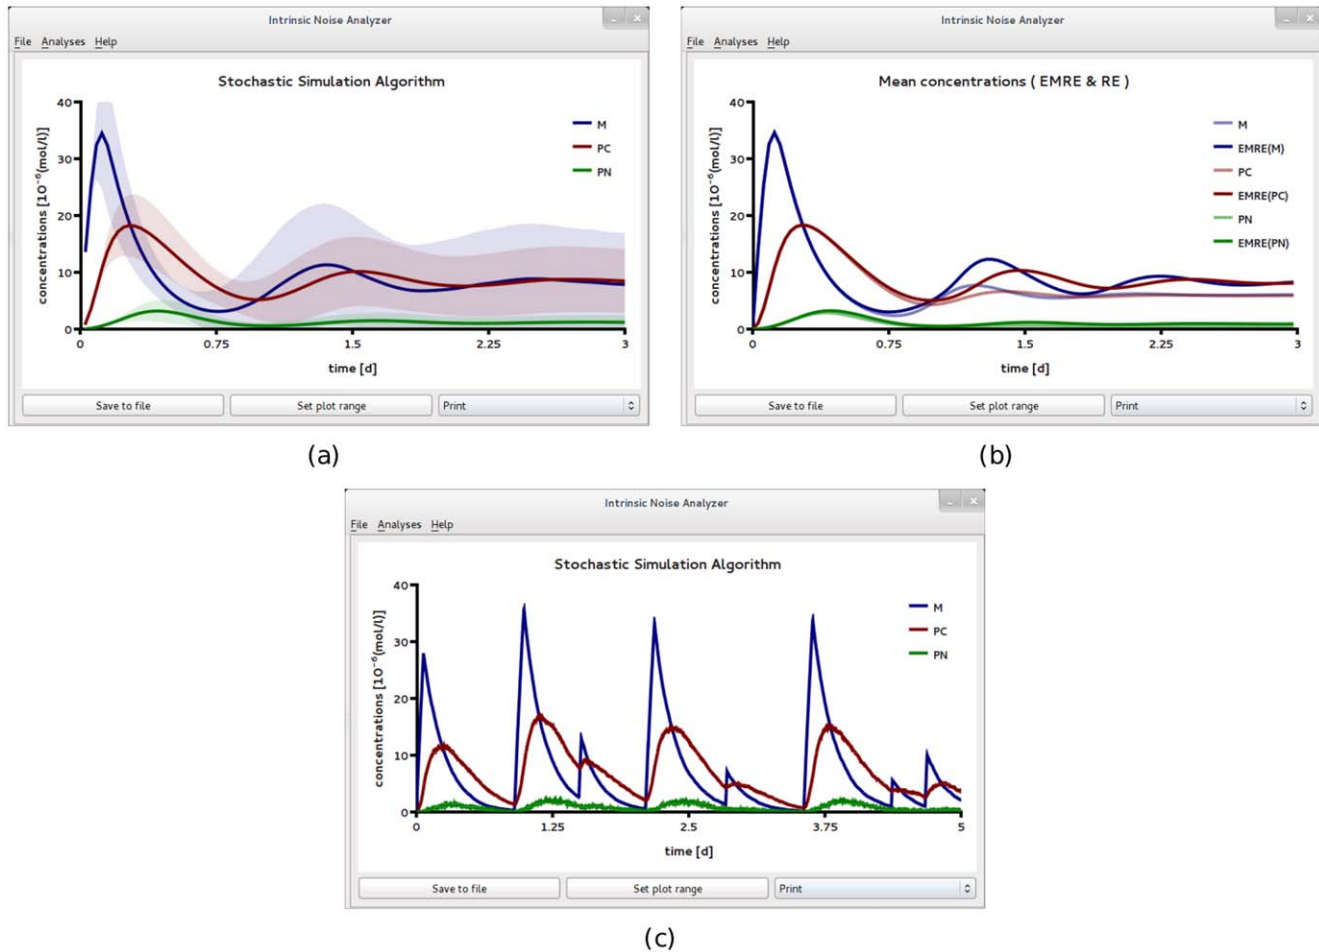 Intrinsic Noise Analyzer
File Analyses Help
Stochastic Simulation Algorithm
concentrations [10⁻⁶(mol/l)]
40
30
20
10
0
M
PC
PN
0 0.75 1.5 2.25 3
time [d]
Save to file Set plot range Print
(a)
Intrinsic Noise Analyzer
File Analyses Help
Mean concentrations ( EMRE & RE )
concentrations [10⁻⁶(mol/l)]
40
30
20
10
0
M
EMRE(M)
PC
EMRE(PC)
PN
EMRE(PN)
0 0.75 1.5 2.25 3
time [d]
Save to file Set plot range Print
(b)
Intrinsic Noise Analyzer
File Analyses Help
Stochastic Simulation Algorithm
concentrations [10⁻⁶(mol/l)]
40
30
20
10
0
M
PC
PN
0 1.25 2.5 3.75 5
time [d]
Save to file Set plot range Print
(c)